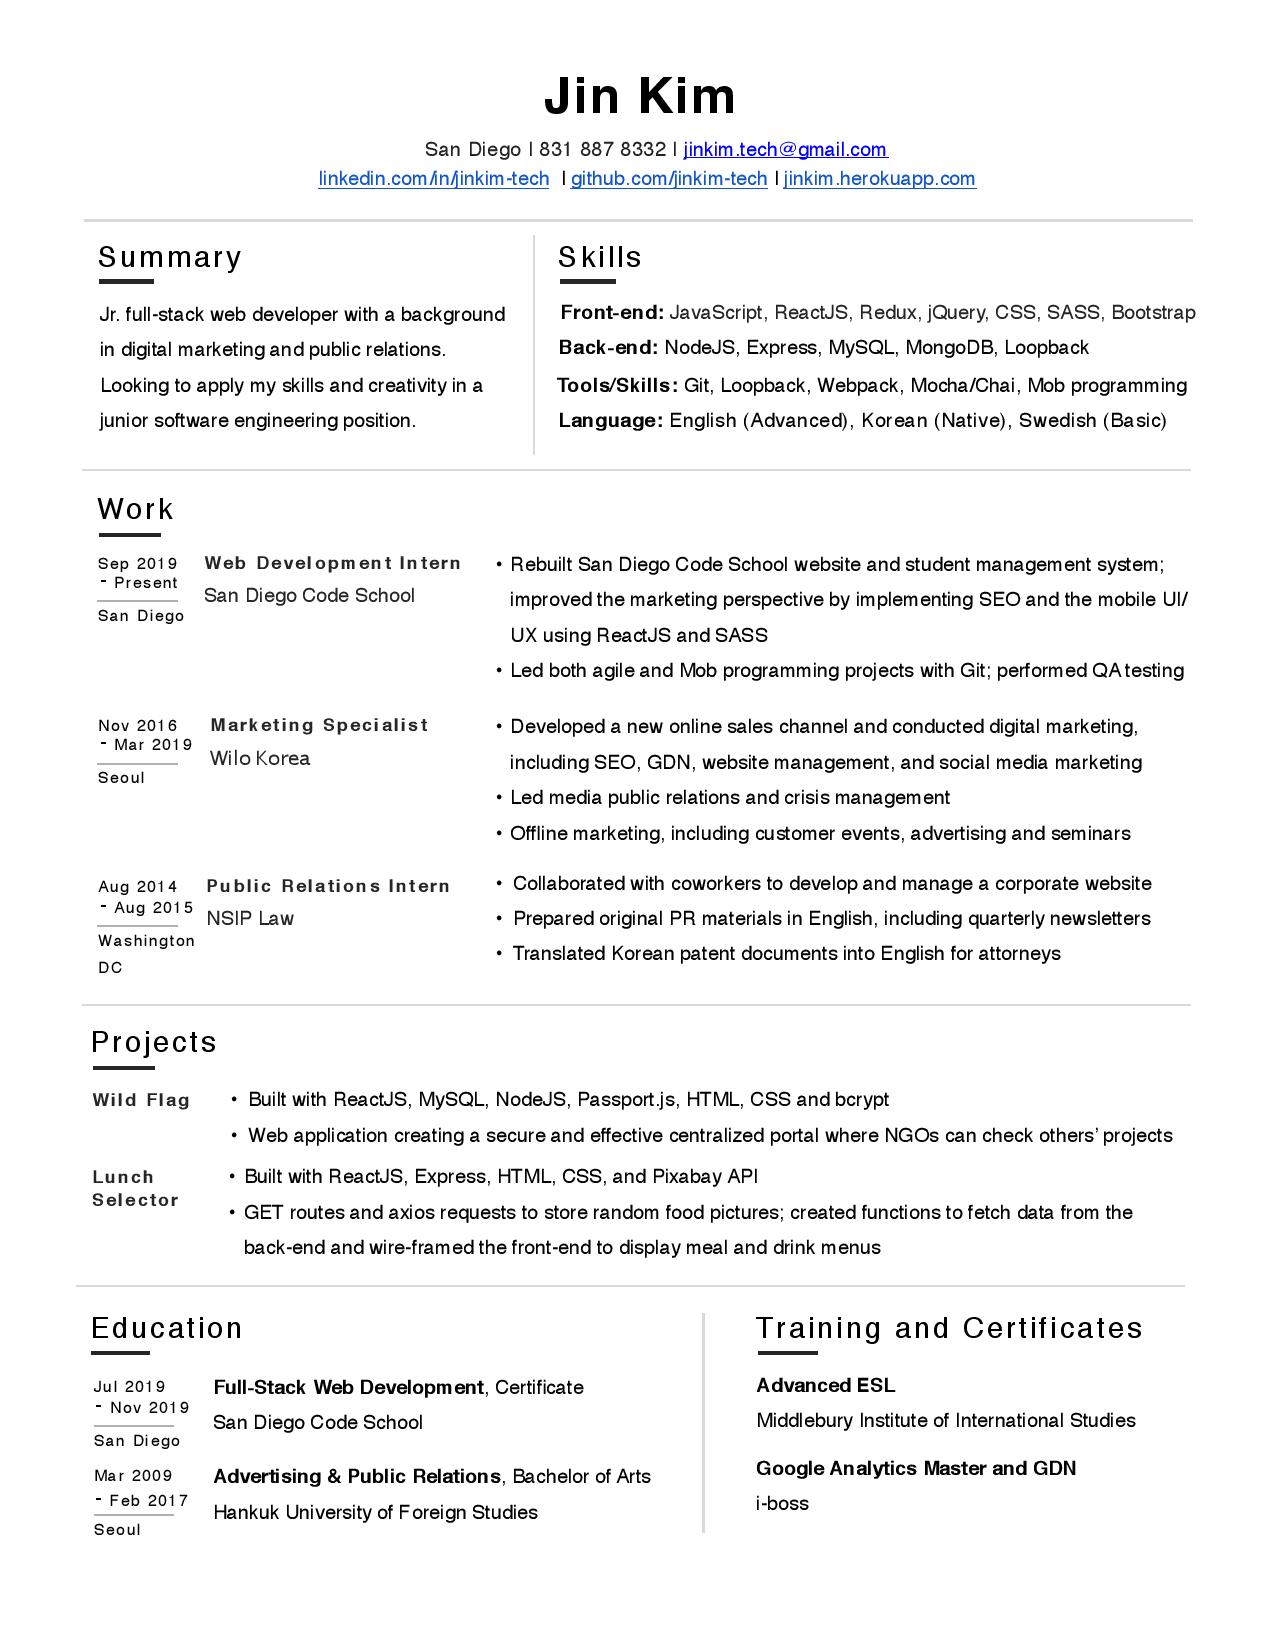 Jin Kim
San Diego | 831 887 8332 | jinkim.tech@gmail.com
linkedin.com/in/jinkim-tech | github.com/jinkim-tech | jinkim.herokuapp.com
Summary
Jr. full-stack web developer with a background
in digital marketing and public relations.
Looking to apply my skills and creativity in a
junior software engineering position.
Skills
Front-end: JavaScript, ReactJS, Redux, jQuery, CSS, SASS, Bootstrap
Back-end: NodeJS, Express, MySQL, MongoDB, Loopback
Tools/Skills: Git, Loopback, Webpack, Mocha/Chai, Mob programming
Language: English (Advanced), Korean (Native), Swedish (Basic)
Work
Sep 2019
- Present
San Diego
Web Development Intern
San Diego Code School
• Rebuilt San Diego Code School website and student management system;
improved the marketing perspective by implementing SEO and the mobile UI/
UX using ReactJS and SASS
• Led both agile and Mob programming projects with Git; performed QA testing
Nov 2016
- Mar 2019
Seoul
Marketing Specialist
Wilo Korea
• Developed a new online sales channel and conducted digital marketing,
including SEO, GDN, website management, and social media marketing
• Led media public relations and crisis management
• Offline marketing, including customer events, advertising and seminars
Aug 2014
- Aug 2015
Washington
DC
Public Relations Intern
NSIP Law
• Collaborated with coworkers to develop and manage a corporate website
• Prepared original PR materials in English, including quarterly newsletters
• Translated Korean patent documents into English for attorneys
Projects
Wild Flag
• Built with ReactJS, MySQL, NodeJS, Passport.js, HTML, CSS and bcrypt
• Web application creating a secure and effective centralized portal where NGOs can check others' projects
Lunch
Selector
• Built with ReactJS, Express, HTML, CSS, and Pixabay API
• GET routes and axios requests to store random food pictures; created functions to fetch data from the
back-end and wire-framed the front-end to display meal and drink menus
Education
Jul 2019
- Nov 2019
San Diego
Full-Stack Web Development, Certificate
San Diego Code School
Mar 2009
- Feb 2017
Seoul
Advertising & Public Relations, Bachelor of Arts
Hankuk University of Foreign Studies
Training and Certificates
Advanced ESL
Middlebury Institute of International Studies
Google Analytics Master and GDN
i-boss